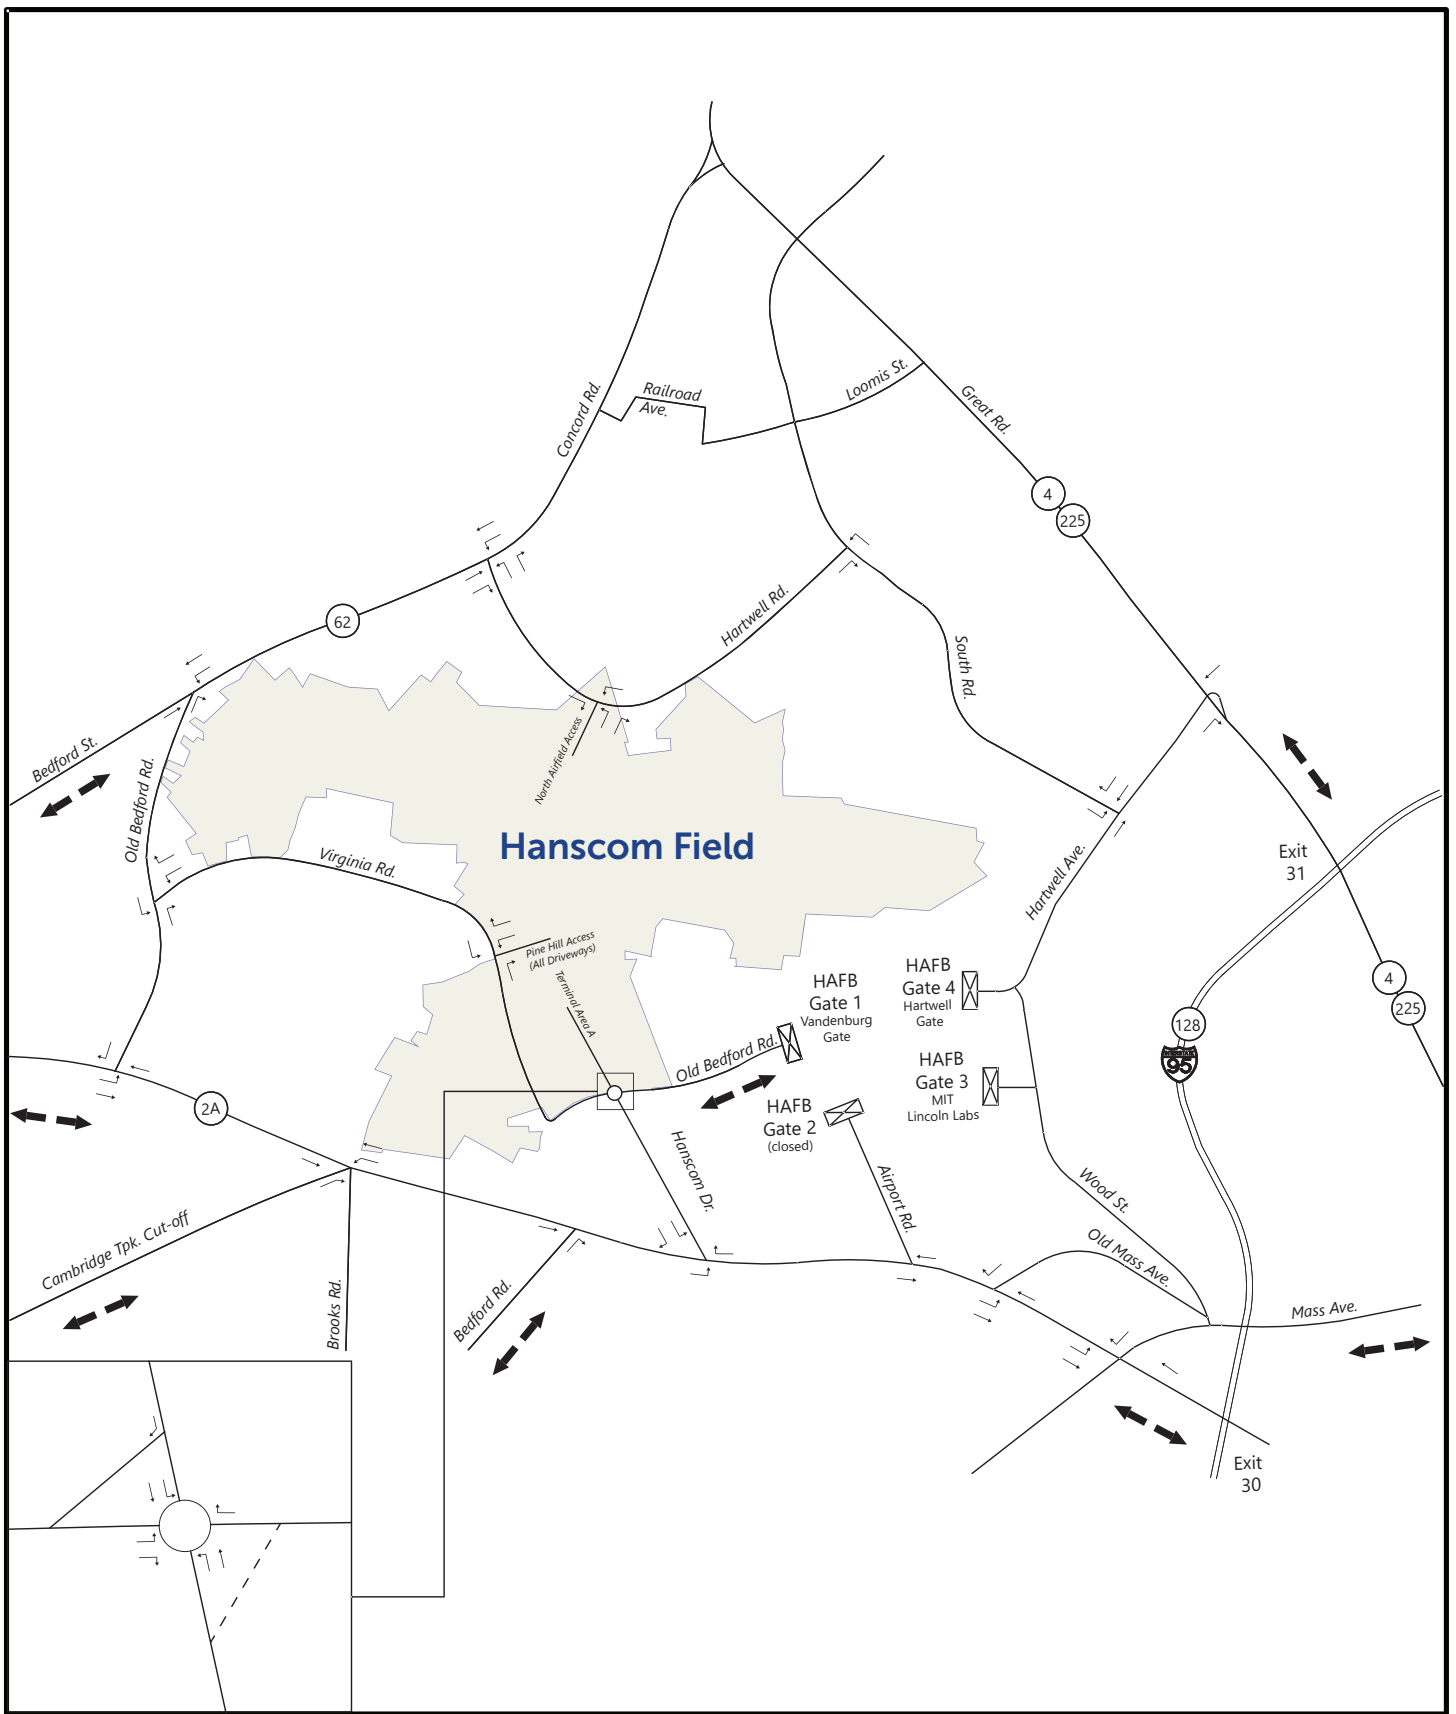 Concord Rd.
Railroad
Ave.
Loomis St.
Great Rd.
4
225
62
Hartwell Rd.
South Rd.
Bedford St.
Old Bedford Rd.
North Airfield Access
Virginia Rd.
Hanscom Field
Hartwell Ave.
Exit
31
Pine Hill Access
(All Driveways)
Terminal Area A
HAFB
Gate 1
Vandenburg
Gate
HAFB
Gate 4
Hartwell
Gate
4
225
128
INTERSTATE
95
Old Bedford Rd.
HAFB
Gate 3
MIT
Lincoln Labs
2A
HAFB
Gate 2
(closed)
Hanscom Dr.
Airport Rd.
Wood St.
Old Mass Ave.
Mass Ave.
Cambridge Tpk. Cut-off
Brooks Rd.
Bedford Rd.
Exit
30